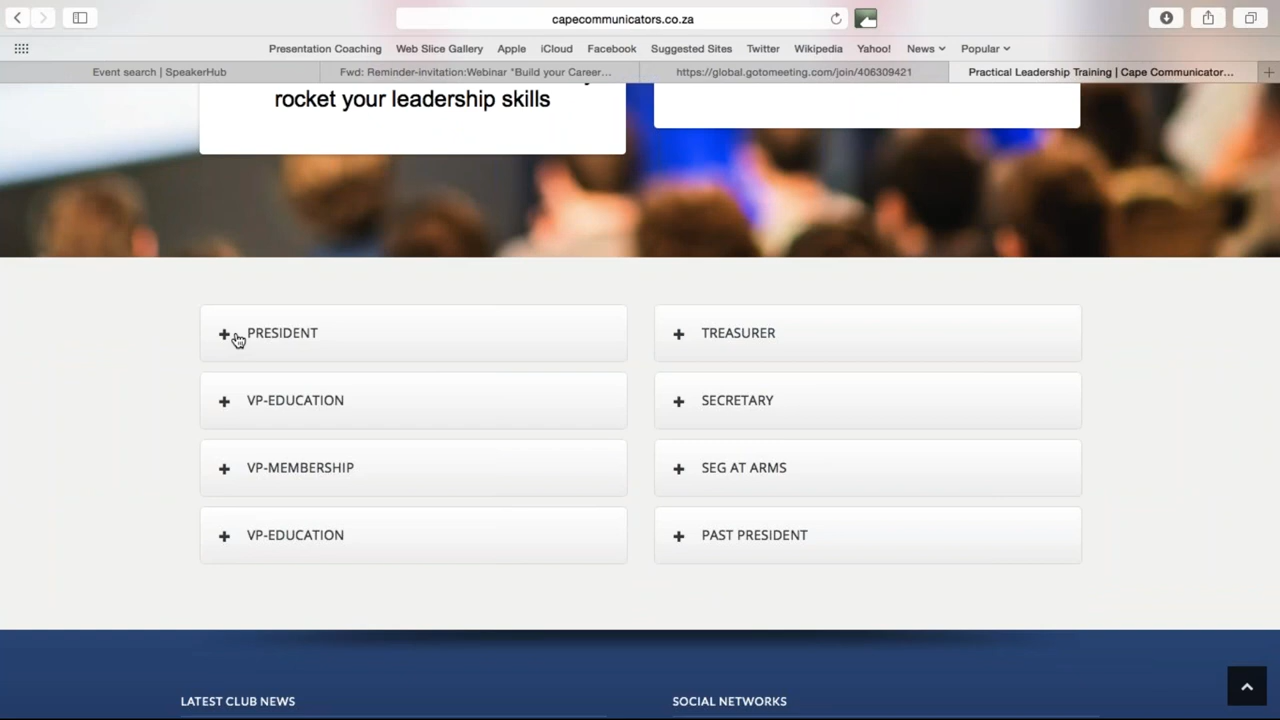 capecommunicators.co.za
Presentation Coaching Web Slice Gallery Apple iCloud Facebook Suggested Sites Twitter Wikipedia Yahoo! News Popular
Event search | SpeakerHub
Fwd: Reminder-invitation:Webinar "Build your Career...
https://global.gotomeeting.com/join/406309421
Practical Leadership Training | Cape Communicator...
rocket your leadership skills
PRESIDENT
TREASURER
VP-EDUCATION
SECRETARY
VP-MEMBERSHIP
SEG AT ARMS
VP-EDUCATION
PAST PRESIDENT
LATEST CLUB NEWS
SOCIAL NETWORKS